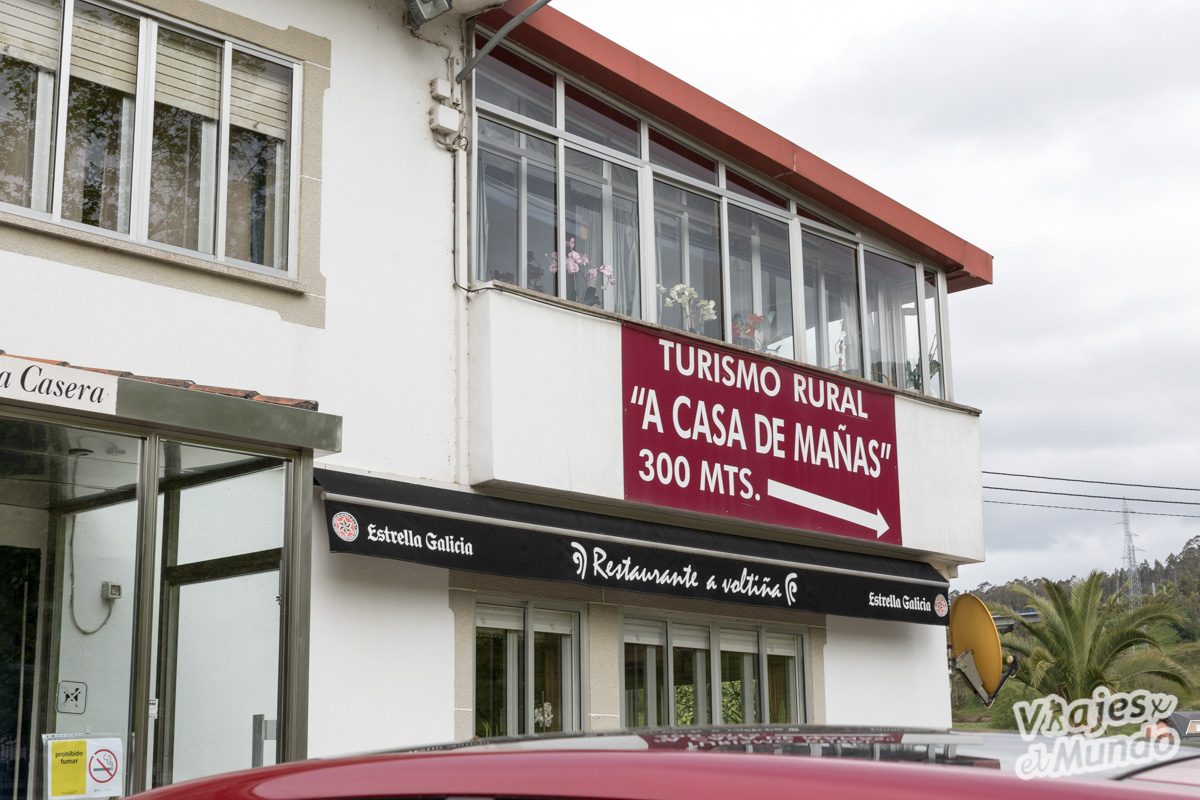 a Casera
TURISMO RURAL
"A CASA DE MAÑAS"
300 MTS.
Estrella Galicia
Restaurante a voltiña
Estrella Galicia
prohibido
fumar
Viajes x
el Mundo